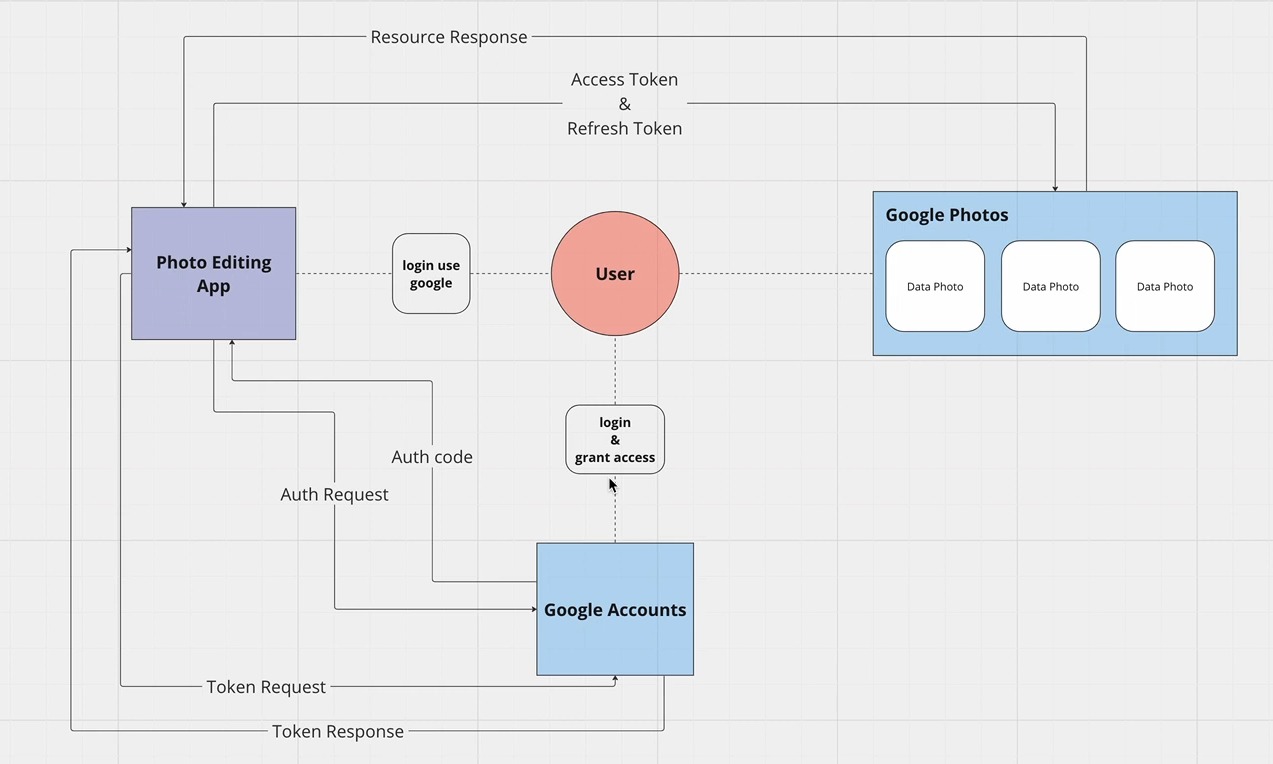 Resource Response
Access Token
&
Refresh Token
Google Photos
Photo Editing
App
login use
google
User
Data Photo
Data Photo
Data Photo
login
&
grant access
Auth code
Auth Request
Google Accounts
Token Request
Token Response